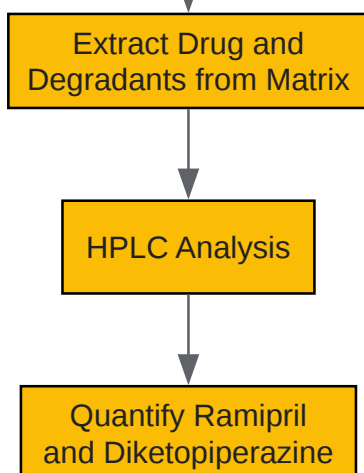 Extract Drug and
Degradants from Matrix
HPLC Analysis
Quantify Ramipril
and Diketopiperazine